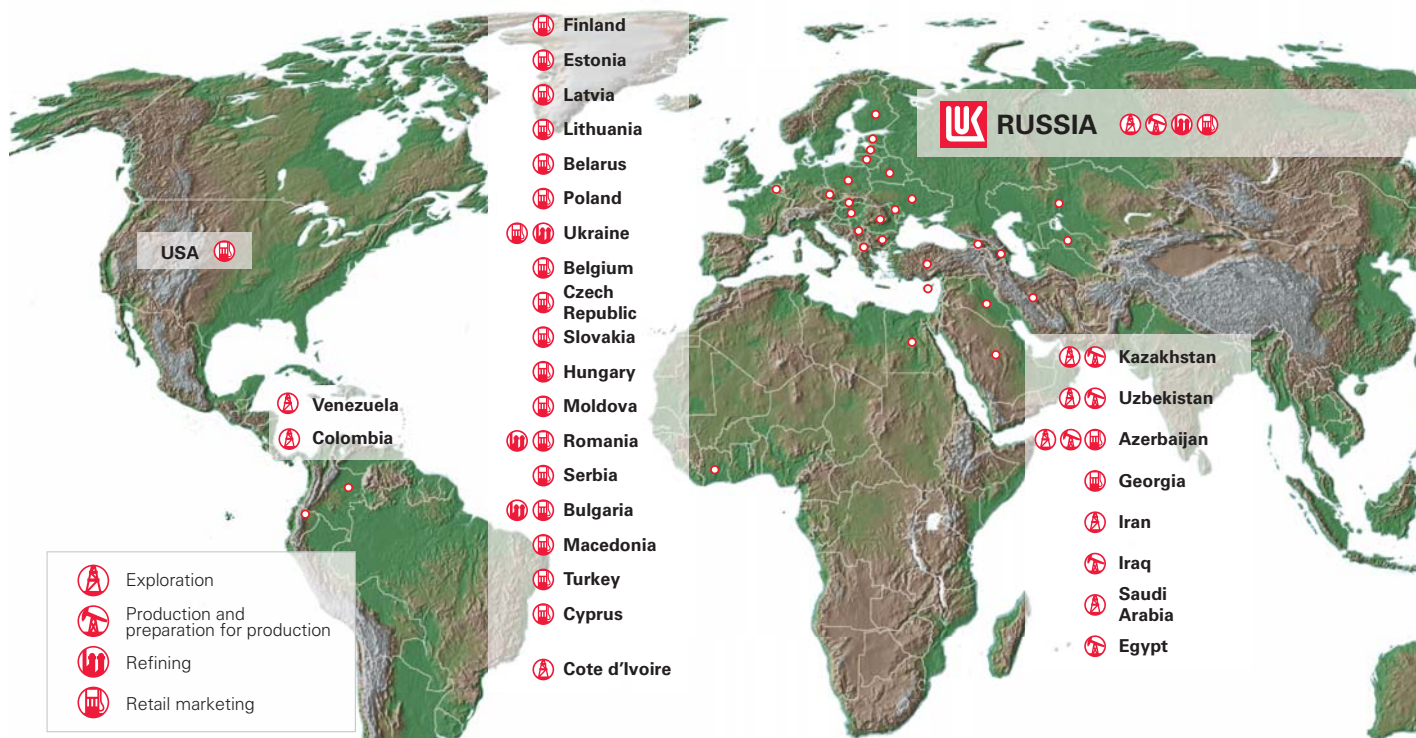 Finland
Estonia
Latvia
Lithuania
Belarus
Poland
Ukraine
Belgium
Czech
Republic
Slovakia
Hungary
Moldova
Romania
Serbia
Bulgaria
Macedonia
Turkey
Cyprus
Cote d’Ivoire
LUK RUSSIA
USA
Venezuela
Colombia
Kazakhstan
Uzbekistan
Azerbaijan
Georgia
Iran
Iraq
Saudi
Arabia
Egypt
Exploration
Production and
preparation for production
Refining
Retail marketing